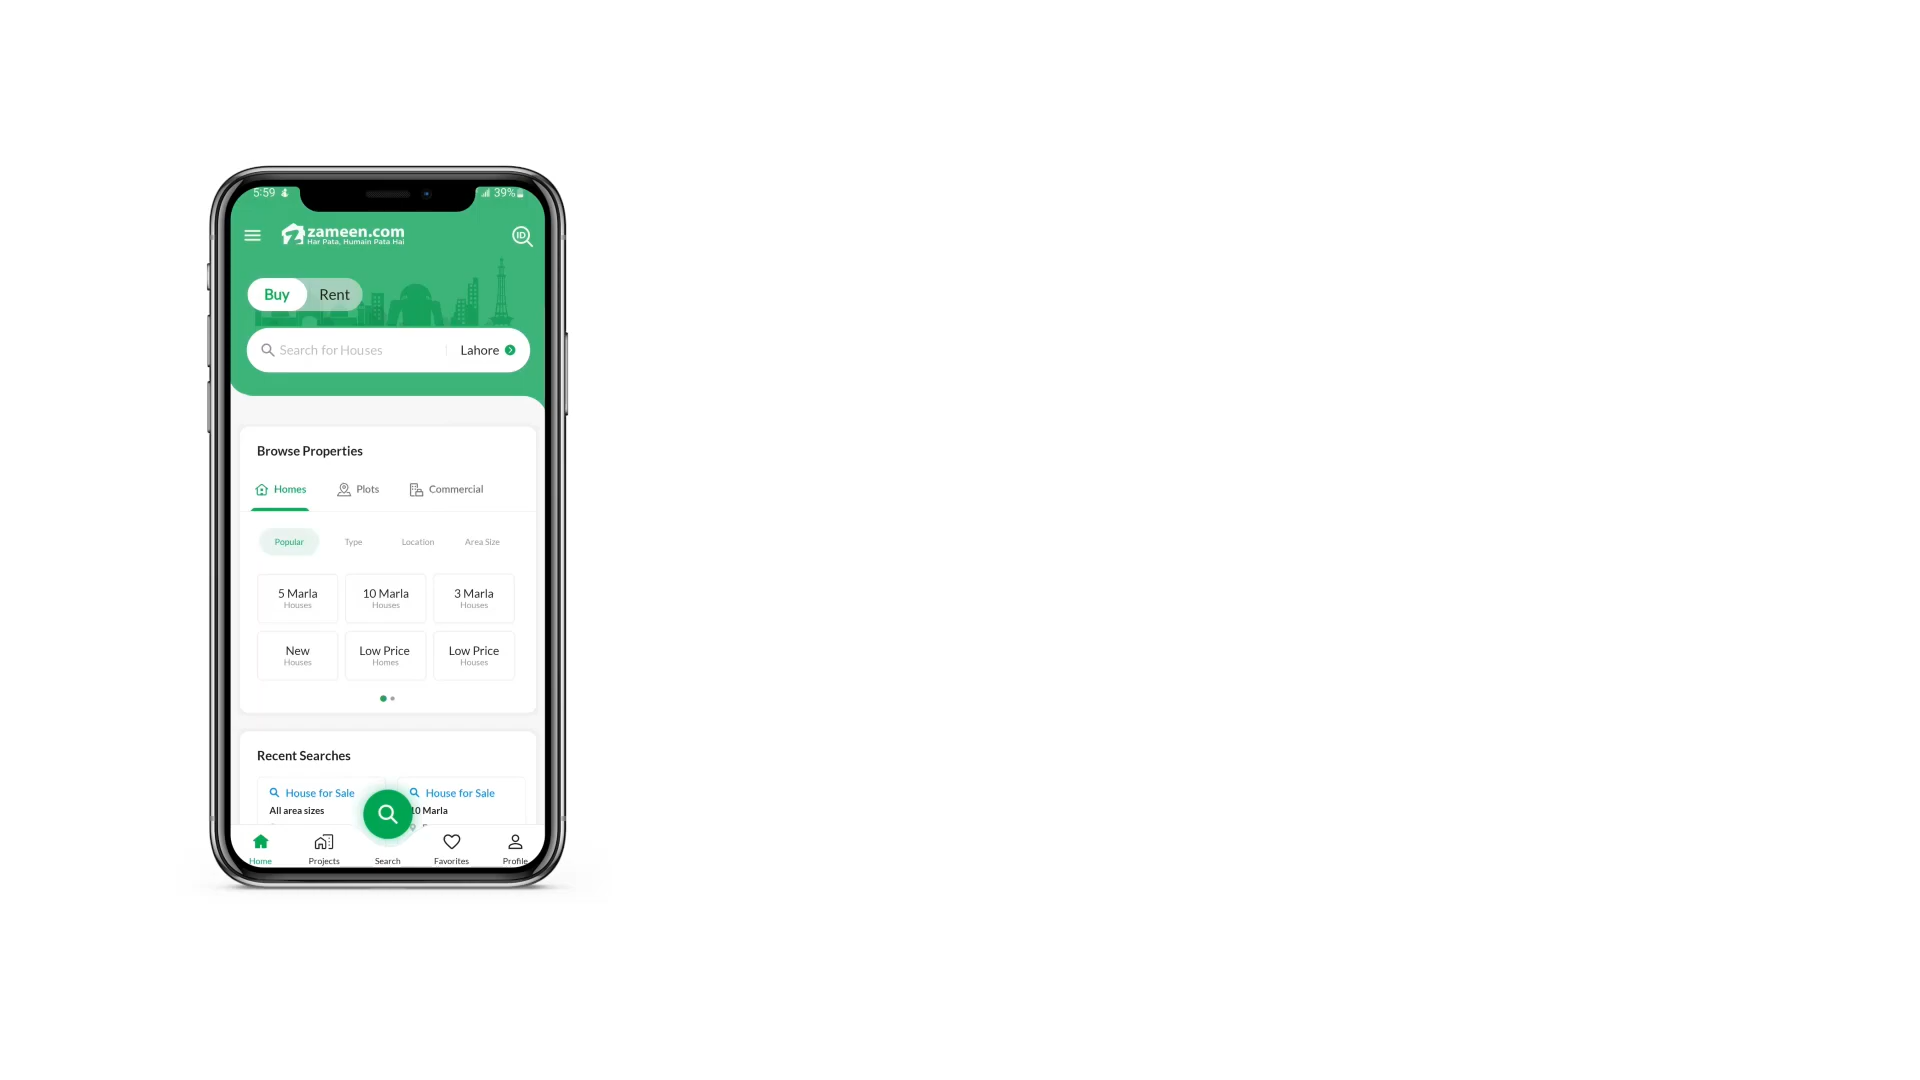 5:59
39%
zameen.com
Har Pata, Humain Pata Hai
ID
Buy Rent
Search for Houses Lahore
Browse Properties
Homes Plots Commercial
Popular Type Location Area Size
5 Marla 10 Marla 3 Marla
Houses Houses Houses
New Low Price Low Price
Houses Homes Houses
Recent Searches
House for Sale House for Sale
All area sizes 10 Marla
Home Projects Search Favorites Profile